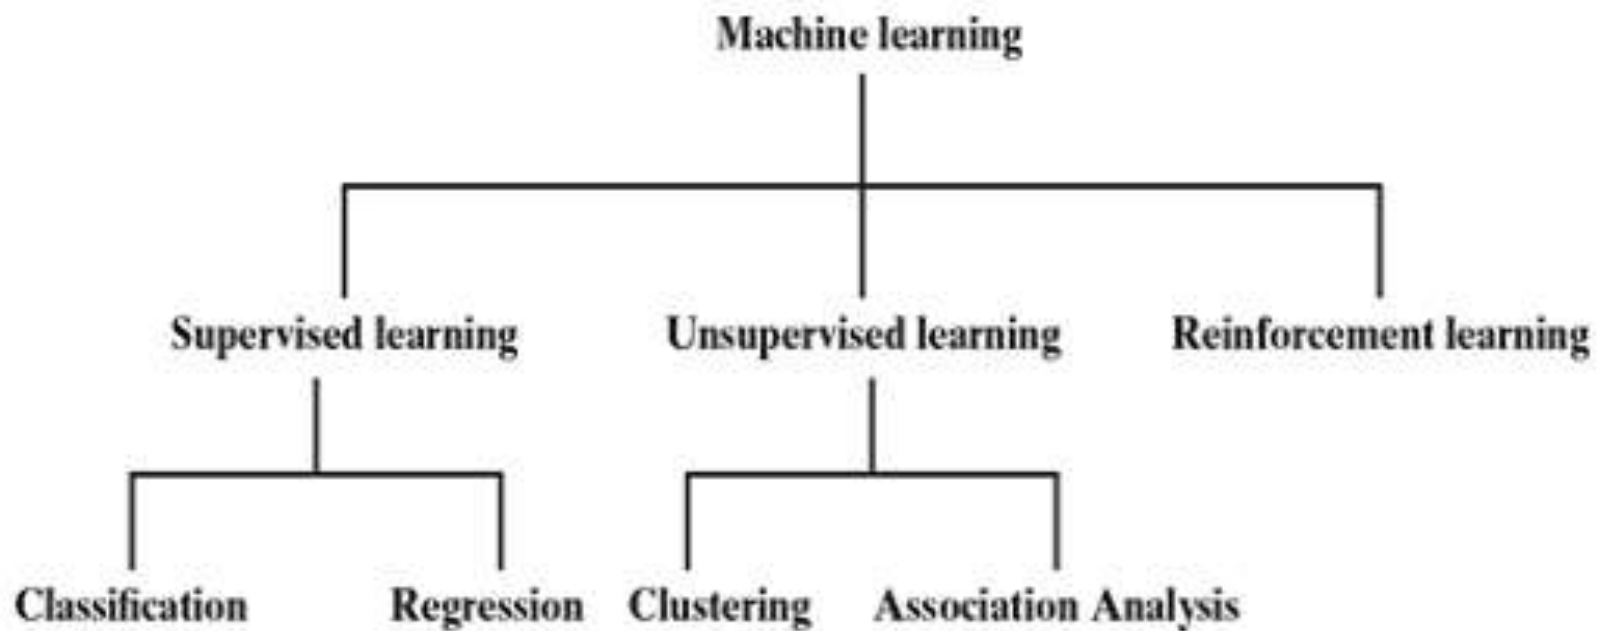 Machine learning
Supervised learning
Unsupervised learning
Reinforcement learning
Classification
Regression
Clustering
Association Analysis